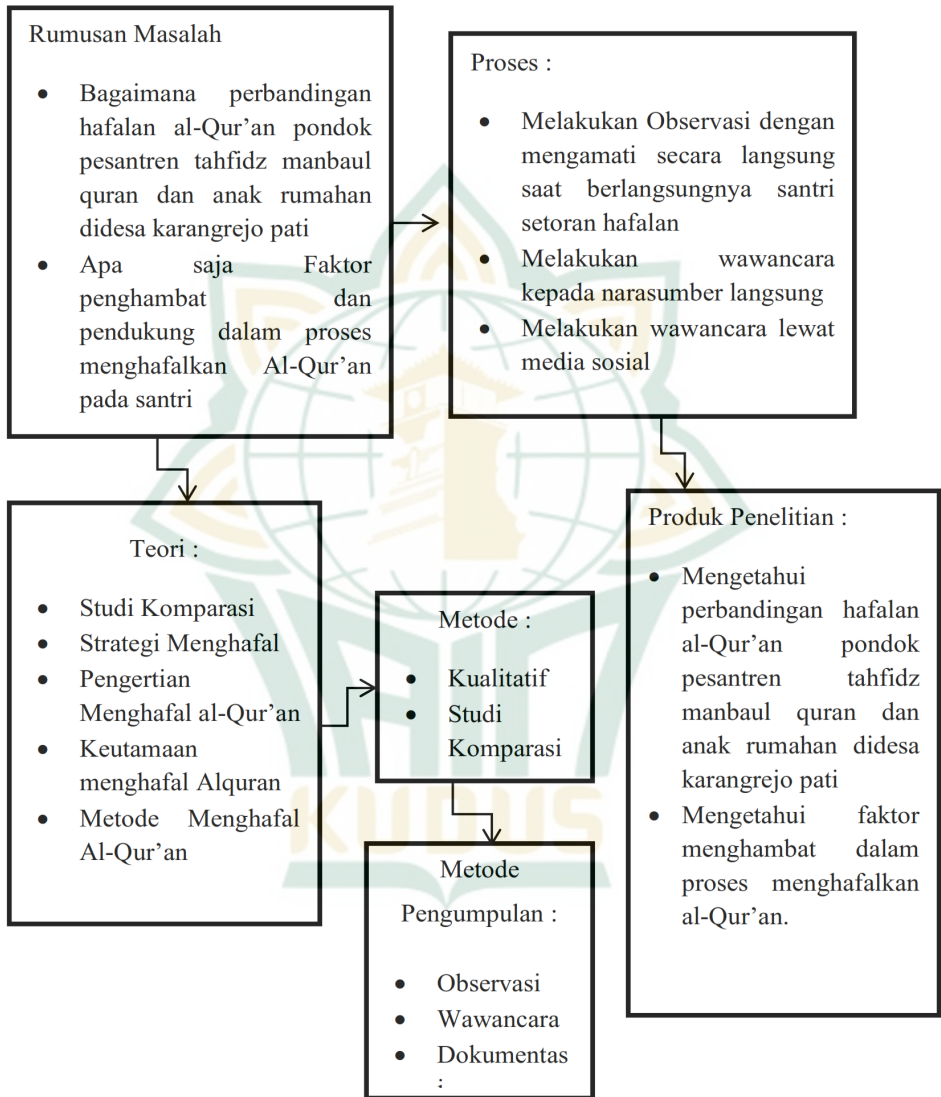 Rumusan Masalah
• Bagaimana perbandingan
hafalan al-Qur’an pondok
pesantren tahfidz manbaul
quran dan anak rumahan
didesa karangrejo pati
• Apa saja Faktor
penghambat dan
pendukung dalam proses
menghafalkan Al-Qur’an
pada santri
Proses :
• Melakukan Observasi dengan
mengamati secara langsung
saat berlangsungnya santri
setoran hafalan
• Melakukan wawancara
kepada narasumber langsung
• Melakukan wawancara lewat
media sosial
Teori :
• Studi Komparasi
• Strategi Menghafal
• Pengertian
Menghafal al-Qur’an
• Keutamaan
menghafal Alquran
• Metode Menghafal
Al-Qur’an
Metode :
• Kualitatif
• Studi
Komparasi
Metode
Pengumpulan :
• Observasi
• Wawancara
• Dokumentas
Produk Penelitian :
• Mengetahui
perbandingan hafalan
al-Qur’an pondok
pesantren tahfidz
manbaul quran dan
anak rumahan didesa
karangrejo pati
• Mengetahui faktor
menghambat dalam
proses menghafalkan
al-Qur’an.
IAIN
KUDUS